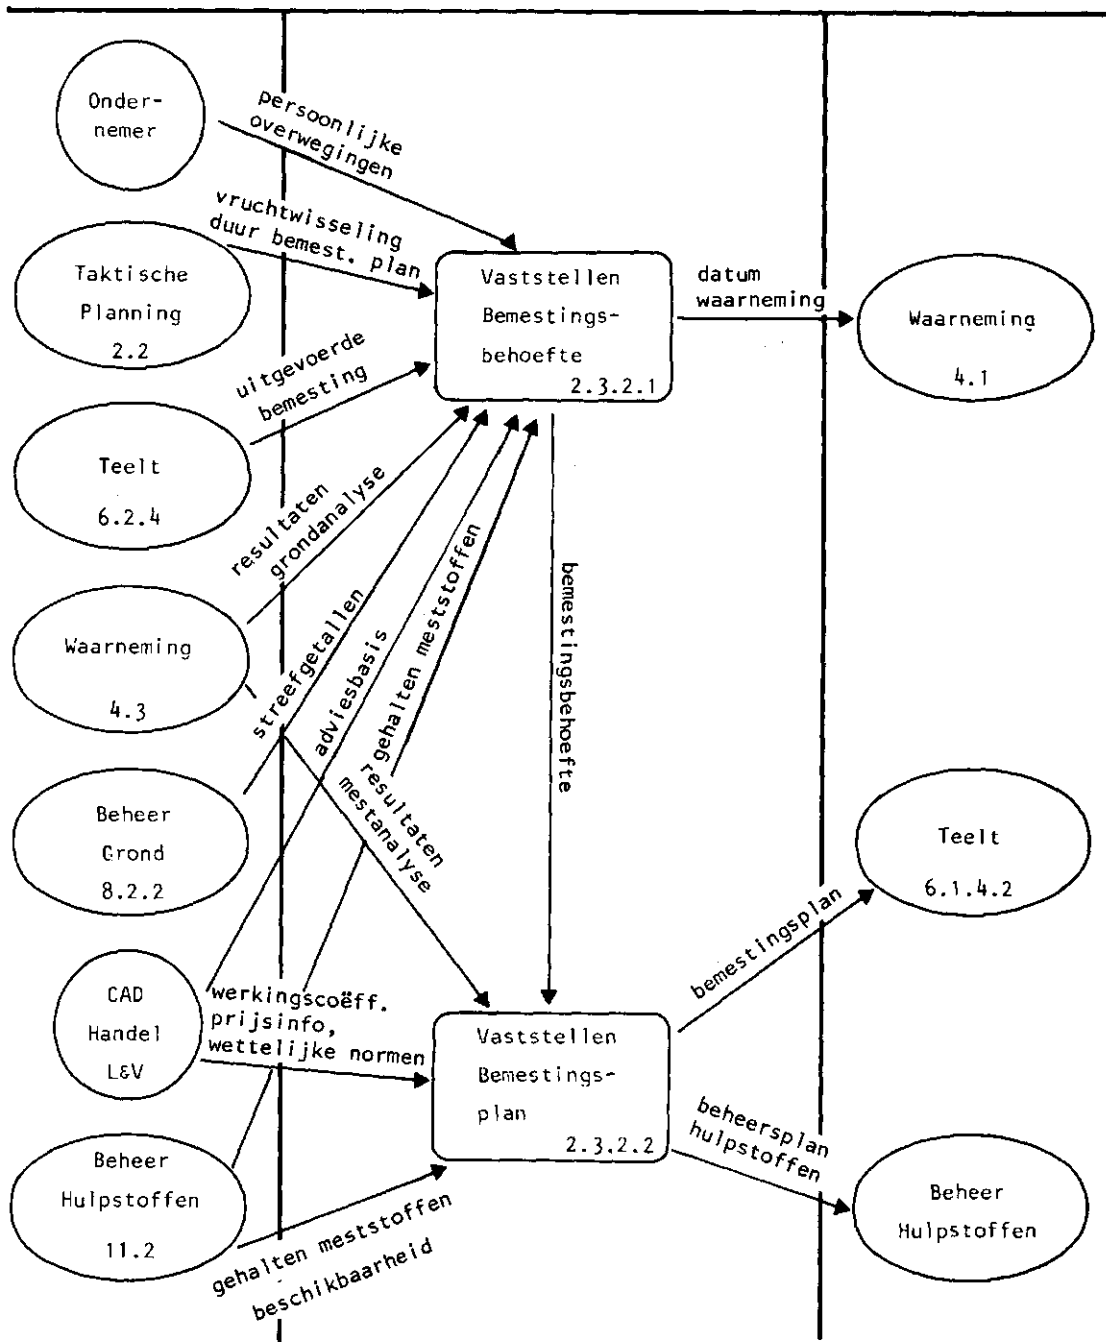 Onder-
nemer
persoonlijke
overwegingen
Taktische
Planning
2.2
vruchtwisseling
duur bemest. plan
Vaststellen
Bemestings-
behoefte
2.3.2.1
datum
waarneming
Waarneming
4.1
Teelt
6.2.4
uitgevoerde
bemesting
Waarneming
4.3
resultaten
grondanalyse
streefgetallen
adviesbasis
gehalten meststoffen
resultaten
mestanalyse
bemestingsbehoefte
Beheer
Grond
8.2.2
CAD
Handel
L&V
werkingscoëff.
prijsinfo,
wettelijke normen
Vaststellen
Bemestings-
plan
2.3.2.2
bemestingsplan
Teelt
6.1.4.2
beheersplan
hulpstoffen
Beheer
Hulpstoffen
Beheer
Hulpstoffen
11.2
gehalten meststoffen
beschikbaarheid